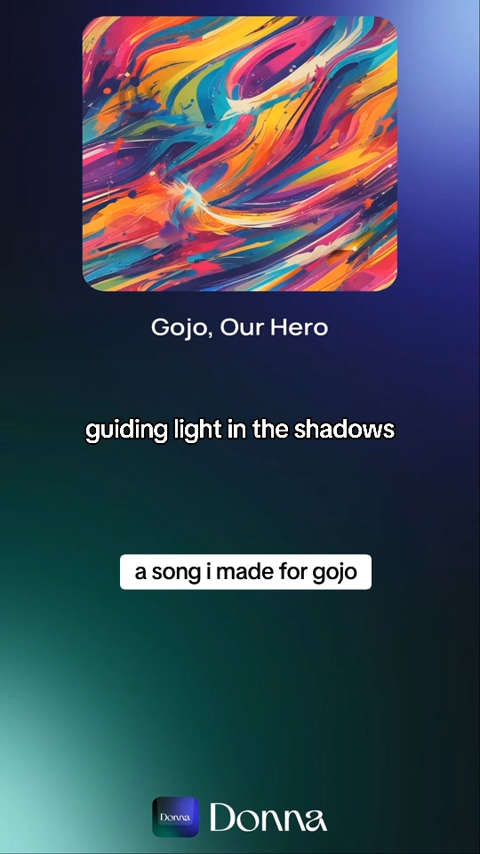 Gojo, Our Hero
guiding light in the shadows
a song i made for gojo
Donna
Donna